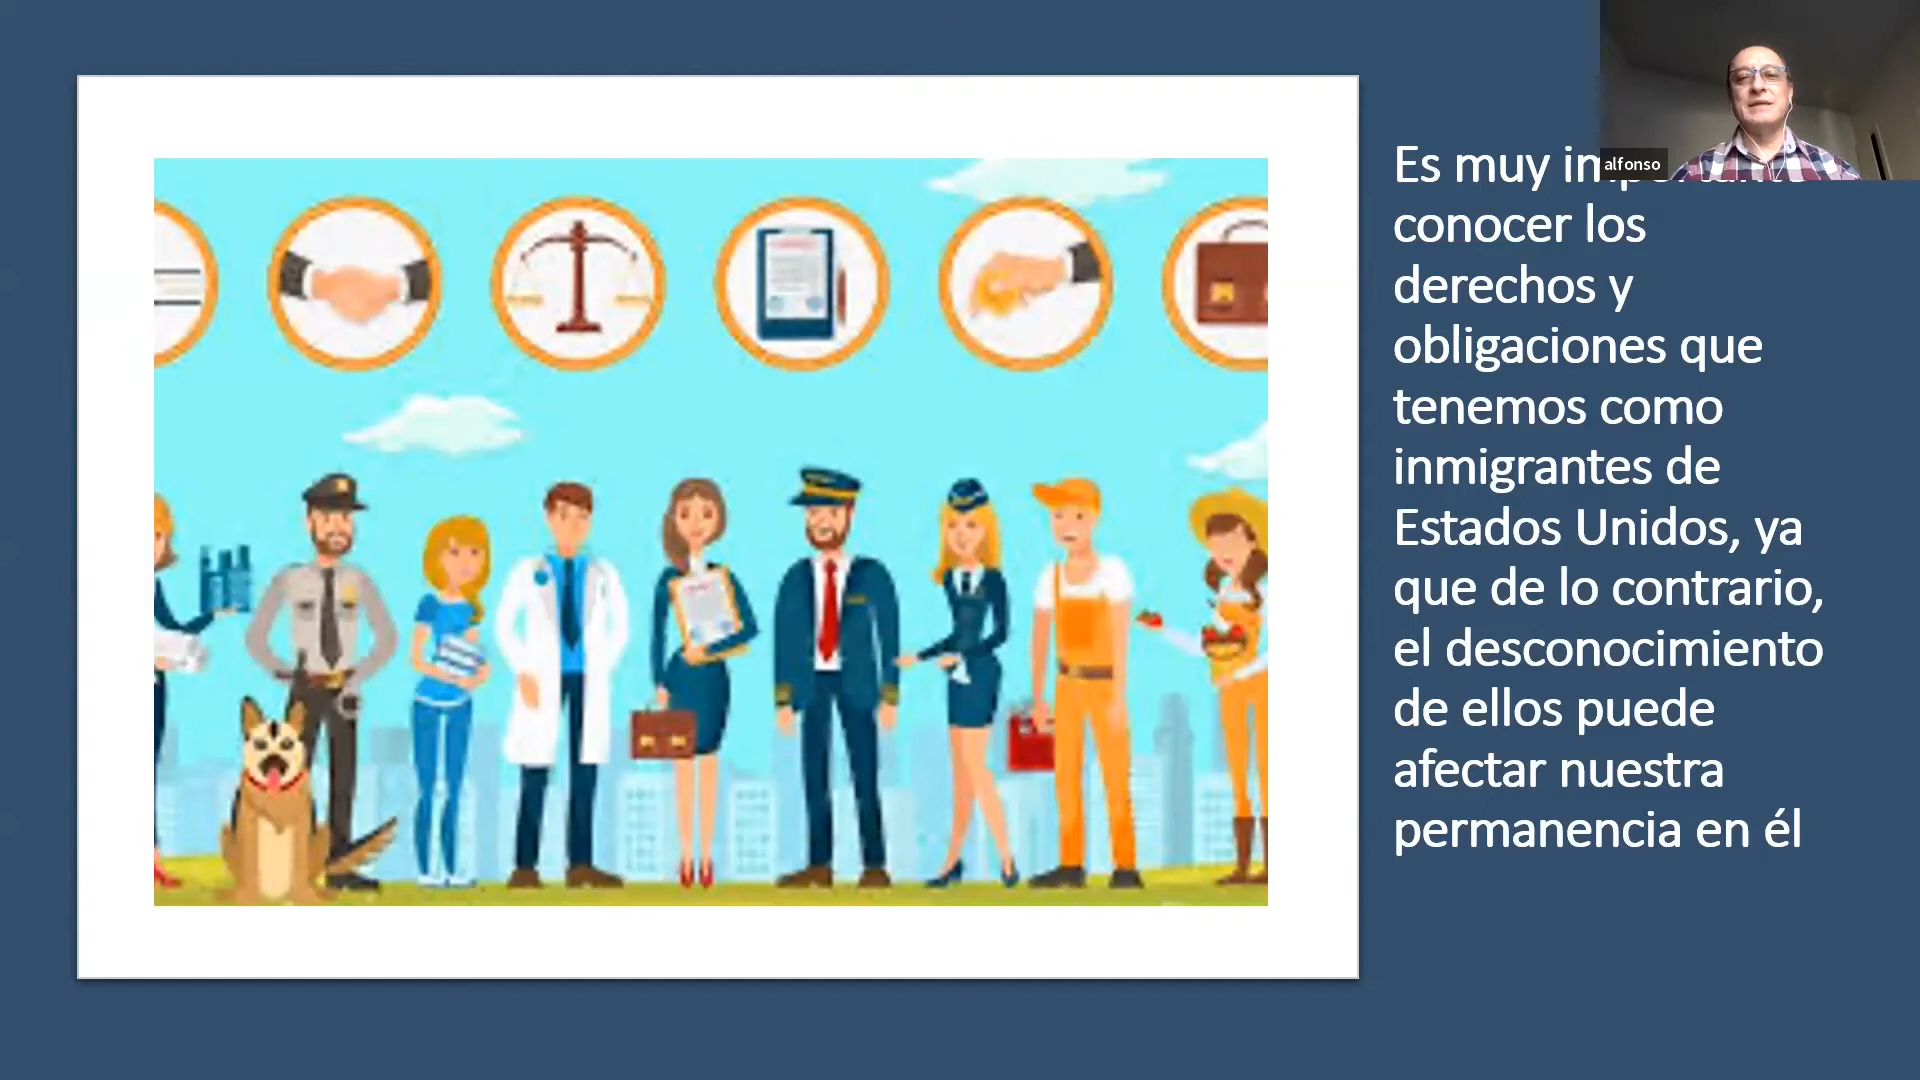 Es muy importante
conocer los
derechos y
obligaciones que
tenemos como
inmigrantes de
Estados Unidos, ya
que de lo contrario,
el desconocimiento
de ellos puede
afectar nuestra
permanencia en él
alfonso